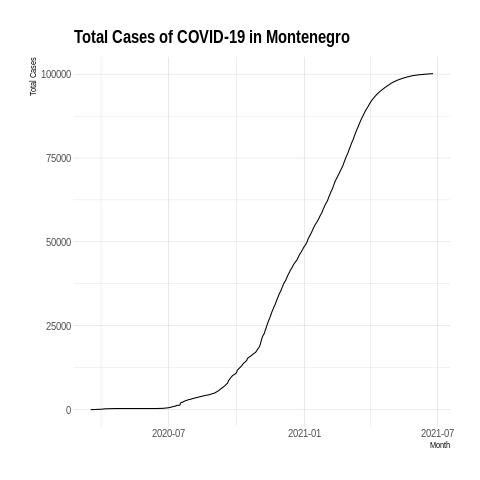 Total Cases of COVID-19 in Montenegro
Total Cases
100000
75000
50000
25000
0
2020-07
2021-01
2021-07
Month